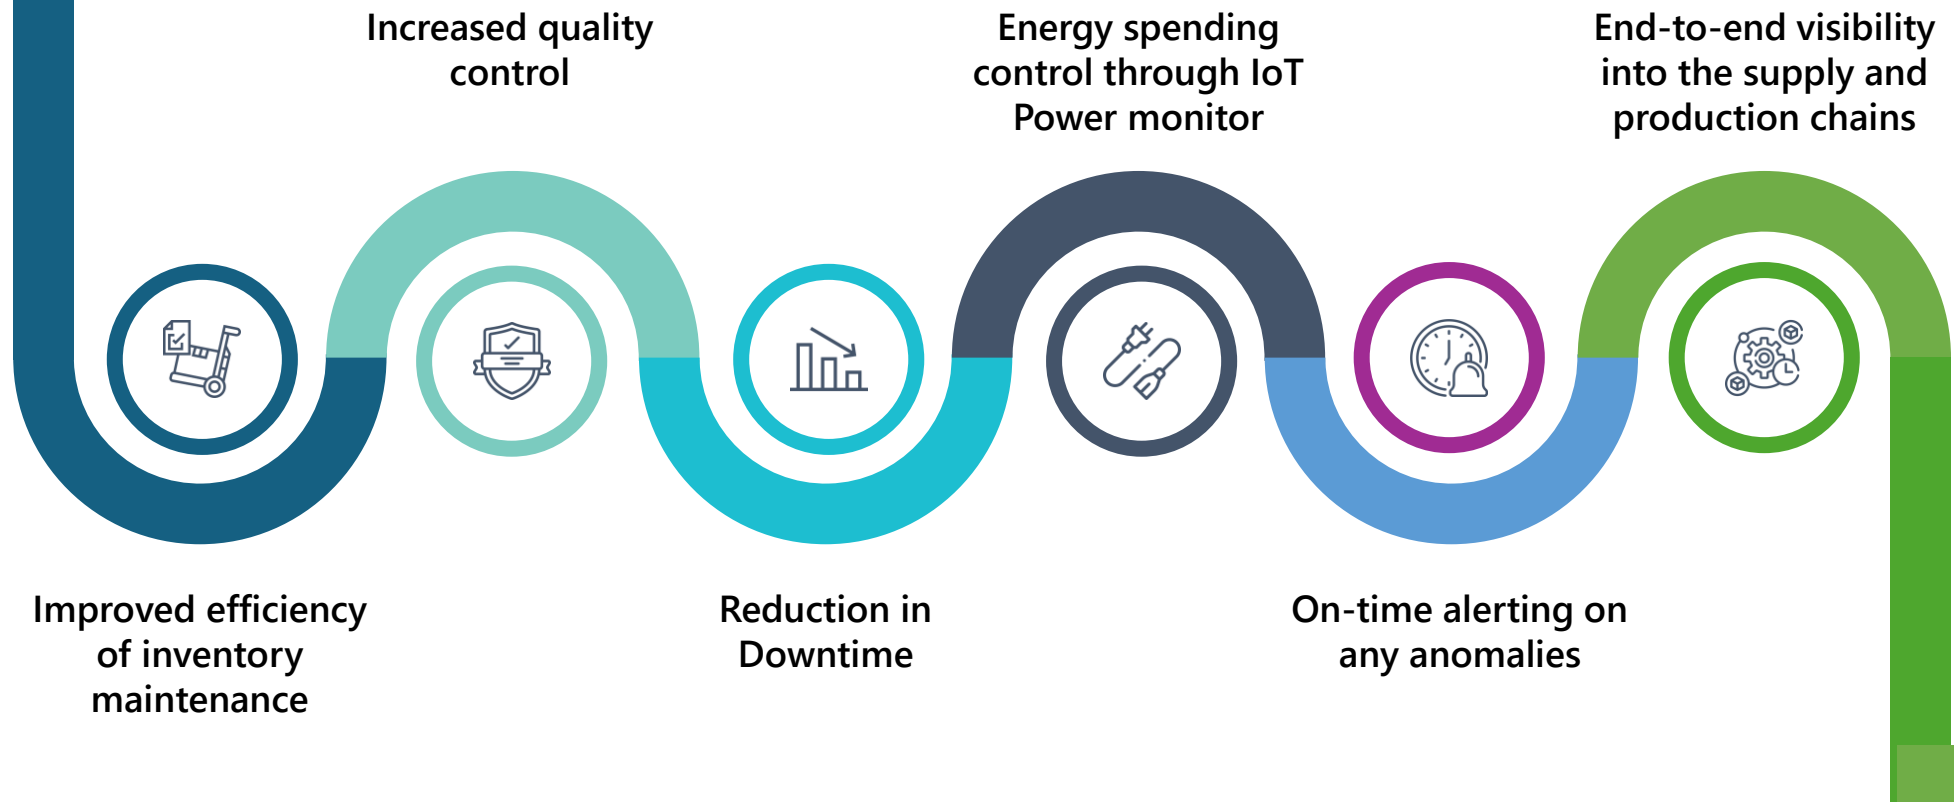 Increased quality
control
Energy spending
control through IoT
Power monitor
End-to-end visibility
into the supply and
production chains
Improved efficiency
of inventory
maintenance
Reduction in
Downtime
On-time alerting on
any anomalies